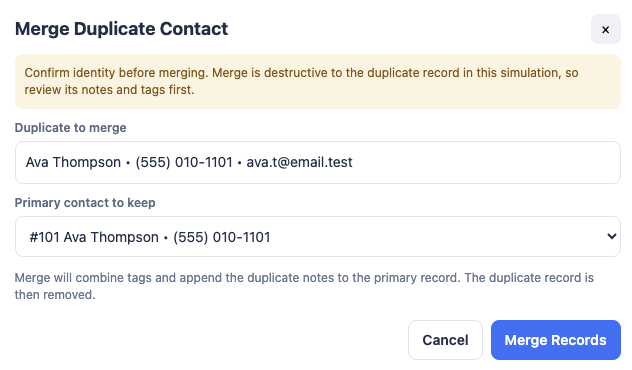 Merge Duplicate Contact
×
Confirm identity before merging. Merge is destructive to the duplicate record in this simulation, so
review its notes and tags first.
Duplicate to merge
Ava Thompson • (555) 010-1101 • ava.t@email.test
Primary contact to keep
#101 Ava Thompson • (555) 010-1101
Merge will combine tags and append the duplicate notes to the primary record. The duplicate record is
then removed.
Cancel
Merge Records